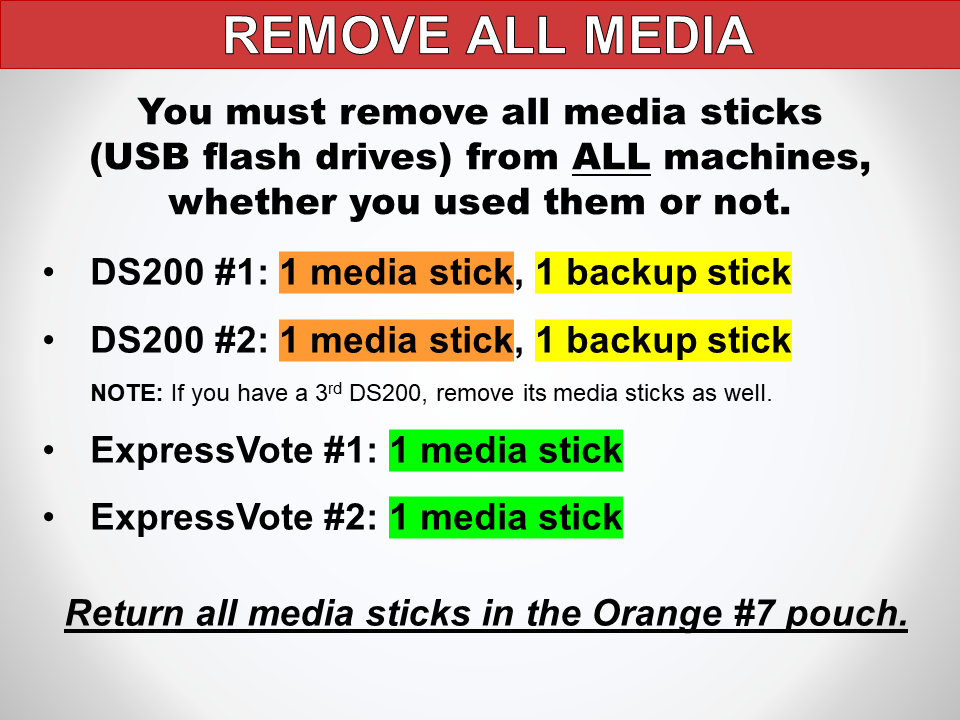 REMOVE ALL MEDIA
You must remove all media sticks
(USB flash drives) from ALL machines,
whether you used them or not.
• DS200 #1: 1 media stick, 1 backup stick
• DS200 #2: 1 media stick, 1 backup stick
NOTE: If you have a 3rd DS200, remove its media sticks as well.
• ExpressVote #1: 1 media stick
• ExpressVote #2: 1 media stick
Return all media sticks in the Orange #7 pouch.